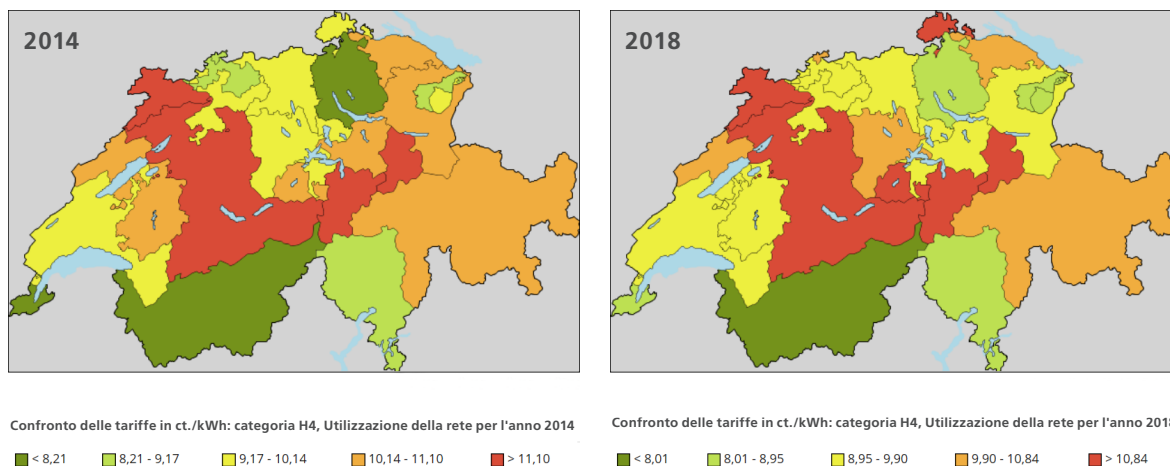 2014
2018
Confronto delle tariffe in ct./kWh: categoria H4, Utilizzazione della rete per l'anno 2014
< 8,21 8,21 - 9,17 9,17 - 10,14 10,14 - 11,10 > 11,10
Confronto delle tariffe in ct./kWh: categoria H4, Utilizzazione della rete per l'anno 2018
< 8,01 8,01 - 8,95 8,95 - 9,90 9,90 - 10,84 > 10,84